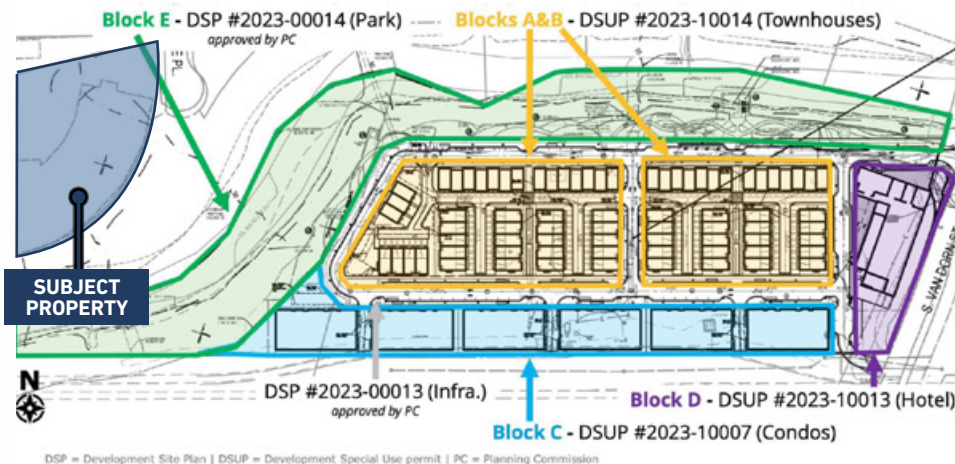 Block E - DSP #2023-00014 (Park)
approved by PC
Blocks A&B - DSUP #2023-10014 (Townhouses)
E PL.
SUBJECT
PROPERTY
S. VAN DORN ST
N
DSP #2023-00013 (Infra.)
approved by PC
Block D - DSUP #2023-10013 (Hotel)
Block C - DSUP #2023-10007 (Condos)
DSP = Development Site Plan | DSUP = Development Special Use permit | PC = Planning Commission